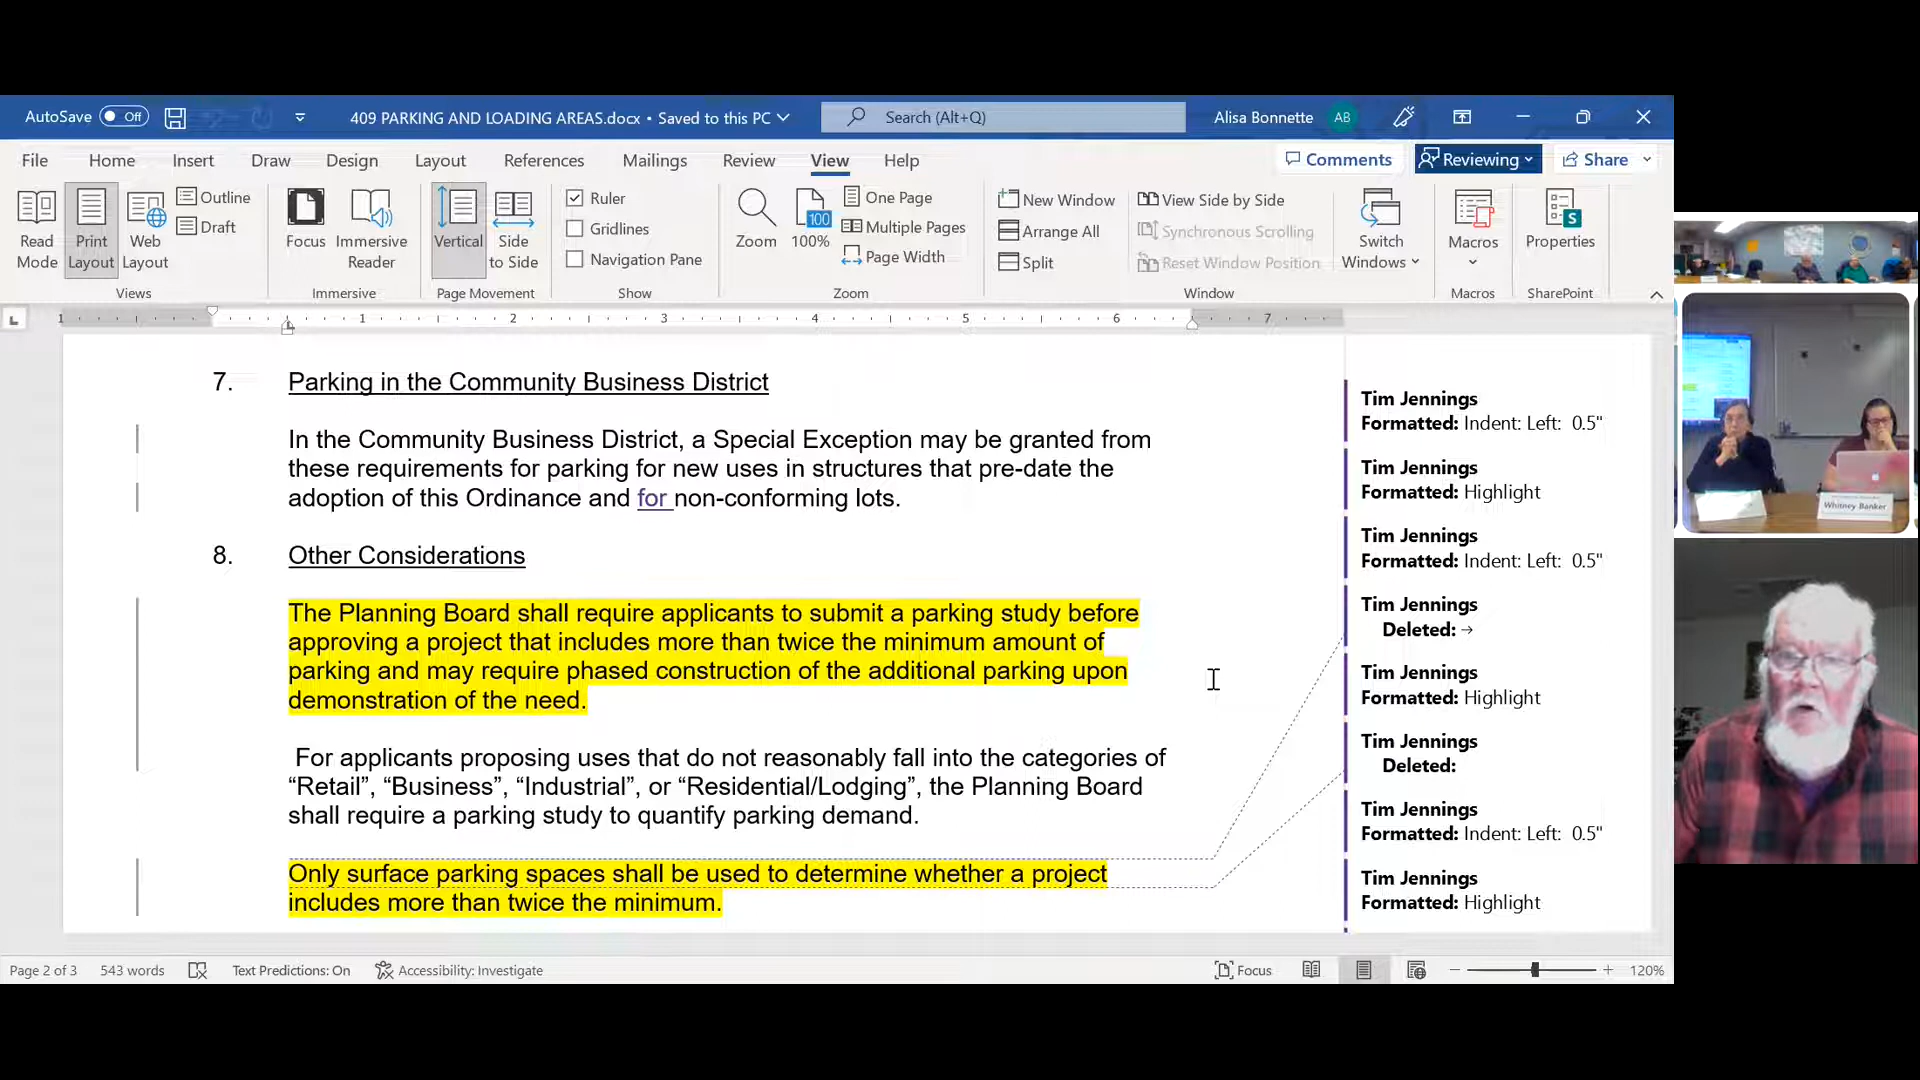 AutoSave Off 409 PARKING AND LOADING AREAS.docx • Saved to this PC Search (Alt+Q) Alisa Bonnette AB
File Home Insert Draw Design Layout References Mailings Review View Help Comments Reviewing Share
Read Mode
Print Layout
Web Layout
Outline
Draft
Views
Focus
Immersive Reader
Immersive
Vertical
Side to Side
Page Movement
Ruler
Gridlines
Navigation Pane
Show
Zoom
100
100%
One Page
Multiple Pages
Page Width
Zoom
New Window
Arrange All
Split
View Side by Side
Synchronous Scrolling
Reset Window Position
Switch Windows
Window
Macros
Macros
S
Properties
SharePoint
1 1 2 3 4 5 6 7
7. Parking in the Community Business District
In the Community Business District, a Special Exception may be granted from
these requirements for parking for new uses in structures that pre-date the
adoption of this Ordinance and for non-conforming lots.
8. Other Considerations
The Planning Board shall require applicants to submit a parking study before
approving a project that includes more than twice the minimum amount of
parking and may require phased construction of the additional parking upon
demonstration of the need.
For applicants proposing uses that do not reasonably fall into the categories of
“Retail”, “Business”, “Industrial”, or “Residential/Lodging”, the Planning Board
shall require a parking study to quantify parking demand.
Only surface parking spaces shall be used to determine whether a project
includes more than twice the minimum.
Tim Jennings
Formatted: Indent: Left: 0.5"
Tim Jennings
Formatted: Highlight
Tim Jennings
Formatted: Indent: Left: 0.5"
Tim Jennings
Deleted: →
Tim Jennings
Formatted: Highlight
Tim Jennings
Deleted:
Tim Jennings
Formatted: Indent: Left: 0.5"
Tim Jennings
Formatted: Highlight
Whitney Banker
Page 2 of 3 543 words Text Predictions: On Accessibility: Investigate Focus 120%